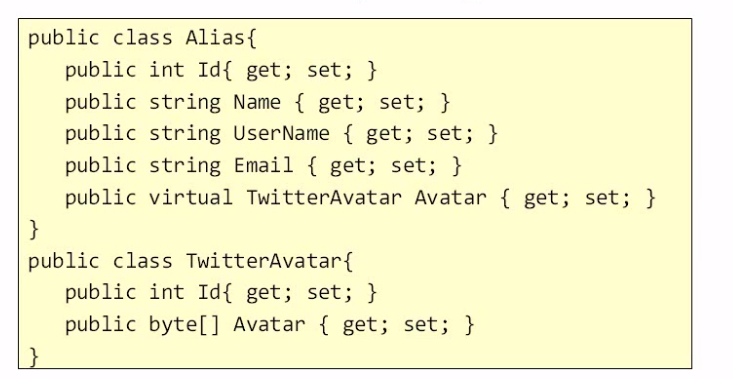 public class Alias{
public int Id{ get; set; }
public string Name { get; set; }
public string UserName { get; set; }
public string Email { get; set; }
public virtual TwitterAvatar Avatar { get; set; }
}
public class TwitterAvatar{
public int Id{ get; set; }
public byte[] Avatar { get; set; }
}